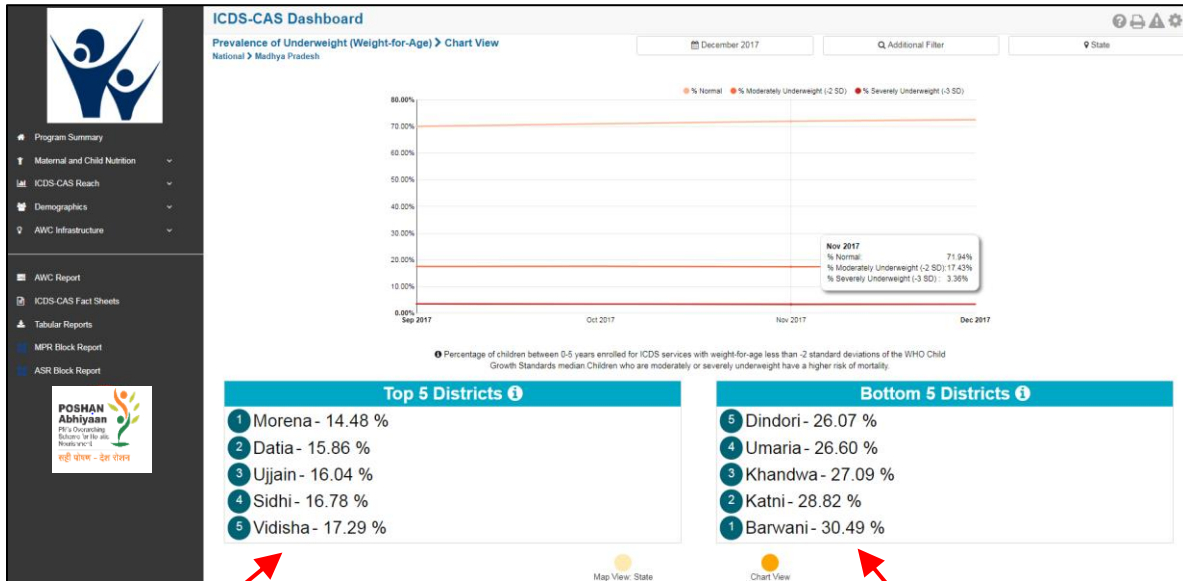 ICDS-CAS Dashboard
Prevalence of Underweight (Weight-for-Age) > Chart View
National > Madhya Pradesh
December 2017
Additional Filter
State
Program Summary
Maternal and Child Nutrition
ICDS-CAS Reach
Demographics
AWC Infrastructure
AWC Report
ICDS-CAS Fact Sheets
Tabular Reports
MPR Block Report
ASR Block Report
POSHAN
Abhiyaan
PM's Overarching
सही पोषण - देश रोशन
% Normal % Moderately Underweight (-2 SD) % Severely Underweight (-3 SD)
80.00%
70.00%
60.00%
50.00%
40.00%
30.00%
20.00%
10.00%
0.00%
Sep 2017 Oct 2017 Nov 2017 Dec 2017
Nov 2017
% Normal: 71.94%
% Moderately Underweight (-2 SD): 17.43%
% Severely Underweight (-3 SD) : 3.36%
Percentage of children between 0-5 years enrolled for ICDS services with weight-for-age less than -2 standard deviations of the WHO Child
Growth Standards median Children who are moderately or severely underweight have a higher risk of mortality.
Top 5 Districts
1 Morena - 14.48 %
2 Datia - 15.86 %
3 Ujjain - 16.04 %
4 Sidhi - 16.78 %
5 Vidisha - 17.29 %
Bottom 5 Districts
5 Dindori - 26.07 %
4 Umaria - 26.60 %
3 Khandwa - 27.09 %
2 Katni - 28.82 %
1 Barwani - 30.49 %
Map View: State
Chart View